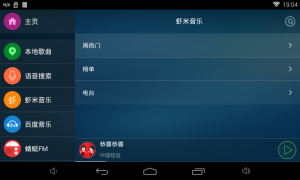 N/A
19:04
主页
虾米音乐
本地歌曲
语音搜索
虾米音乐
百度音乐
蜻蜓FM
周热门
榜单
电台
恭喜恭喜
中国娃娃